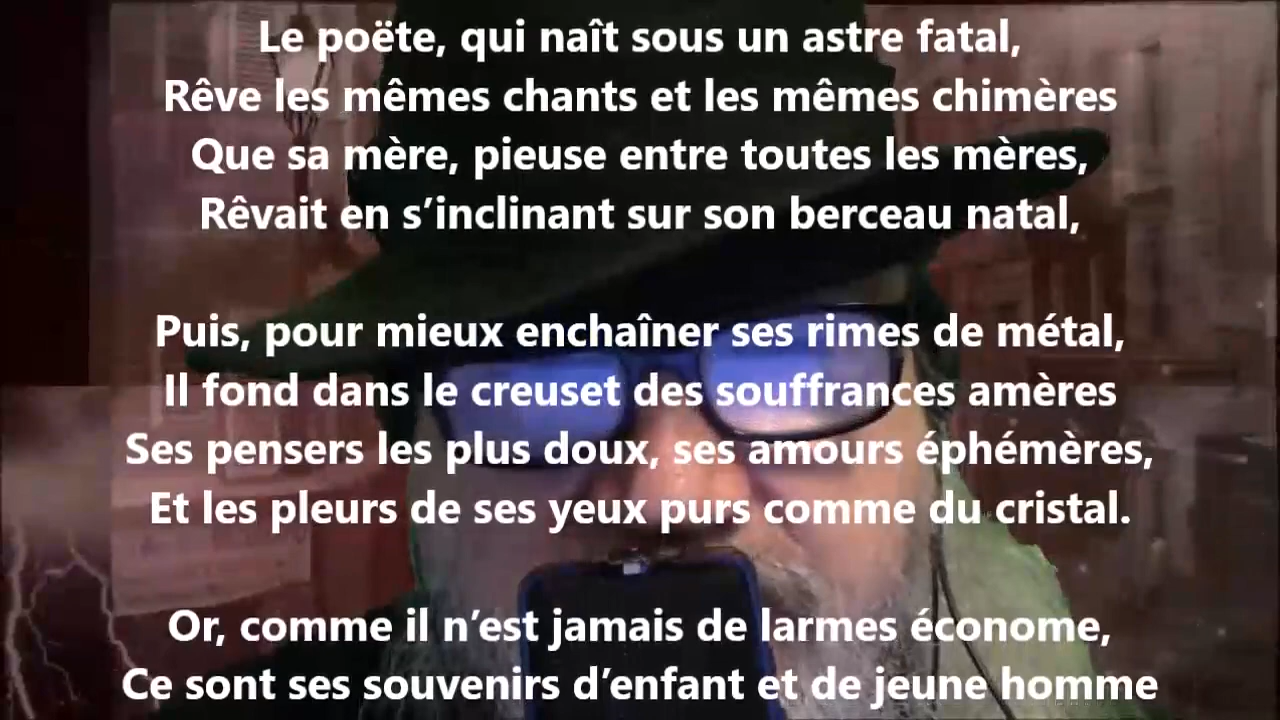 Le poëte, qui naît sous un astre fatal,
Rêve les mêmes chants et les mêmes chimères
Que sa mère, pieuse entre toutes les mères,
Rêvait en s’inclinant sur son berceau natal,
Puis, pour mieux enchaîner ses rimes de métal,
Il fond dans le creuset des souffrances amères
Ses pensers les plus doux, ses amours éphémères,
Et les pleurs de ses yeux purs comme du cristal.
Or, comme il n’est jamais de larmes économe,
Ce sont ses souvenirs d’enfant et de jeune homme